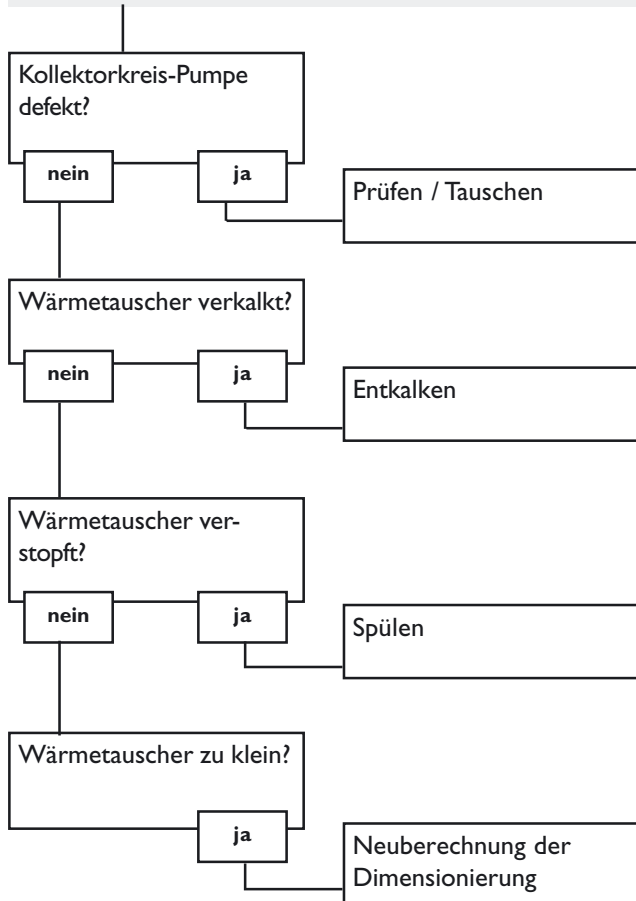 Kollektorkreis-Pumpe
defekt?
nein
ja
Prüfen / Tauschen
Wärmetauscher verkalkt?
nein
ja
Entkalken
Wärmetauscher ver-
stopft?
nein
ja
Spülen
Wärmetauscher zu klein?
ja
Neuberechnung der
Dimensionierung